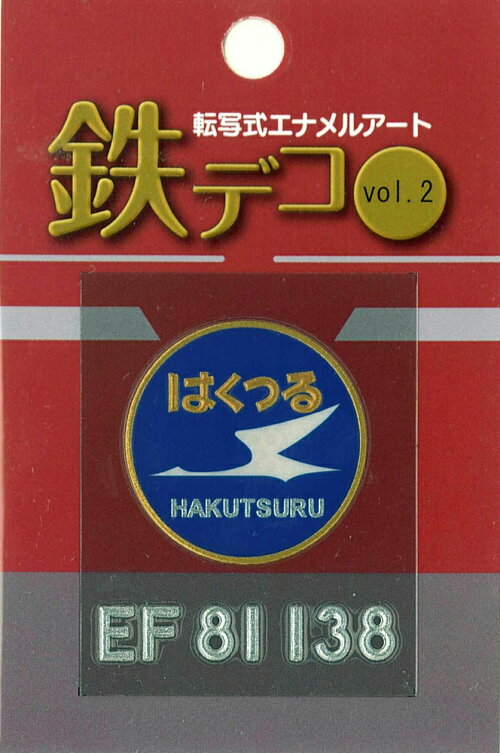 転写式エナメルアート
鉄デコ vol.2
はくつる
HAKUTSURU
EF 81 138